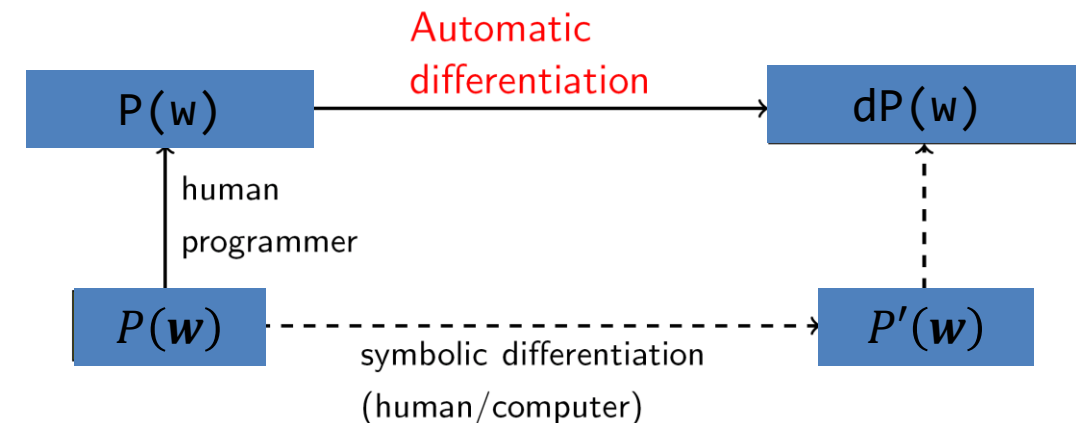 Automatic
differentiation
P(w)
dP(w)
human
programmer
P(w)
P′(w)
symbolic differentiation
(human/computer)